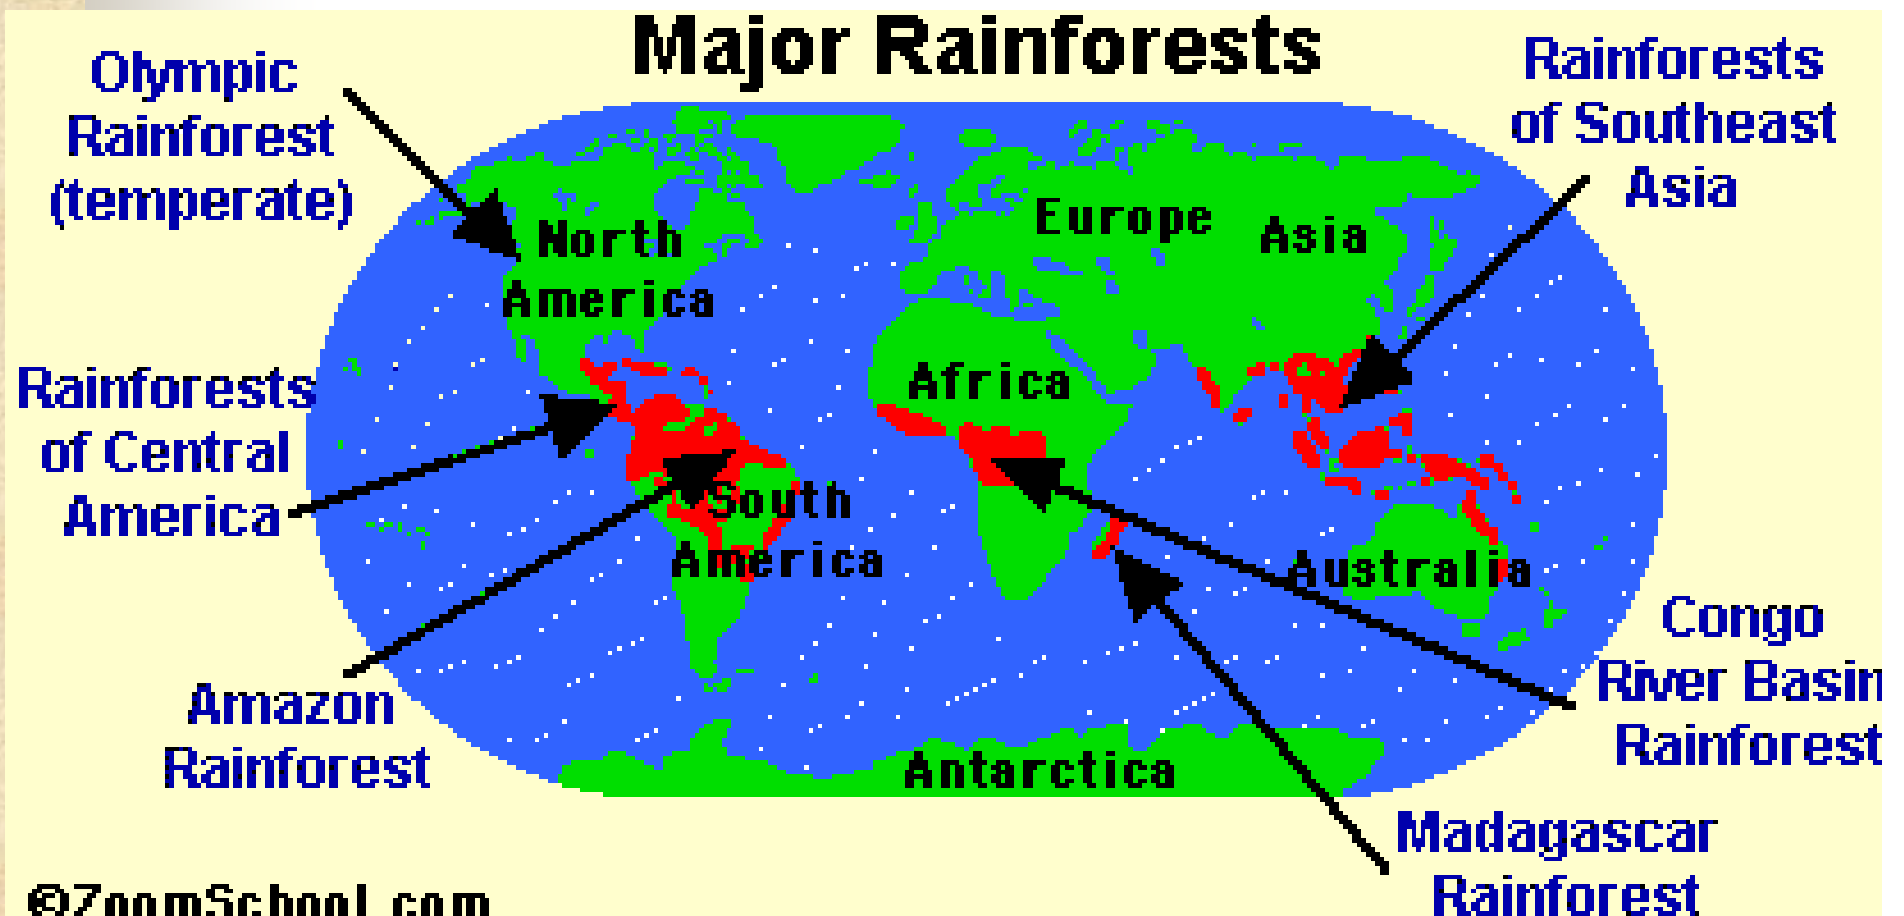 Major Rainforests
Olympic
Rainforest
(temperate)
Rainforests
of Southeast
Asia
North
America
Europe
Asia
Africa
Rainforests
of Central
America
South
America
Australia
Congo
River Basin
Rainforest
Amazon
Rainforest
Antarctica
Madagascar
Rainforest
©ZoomSchool.com